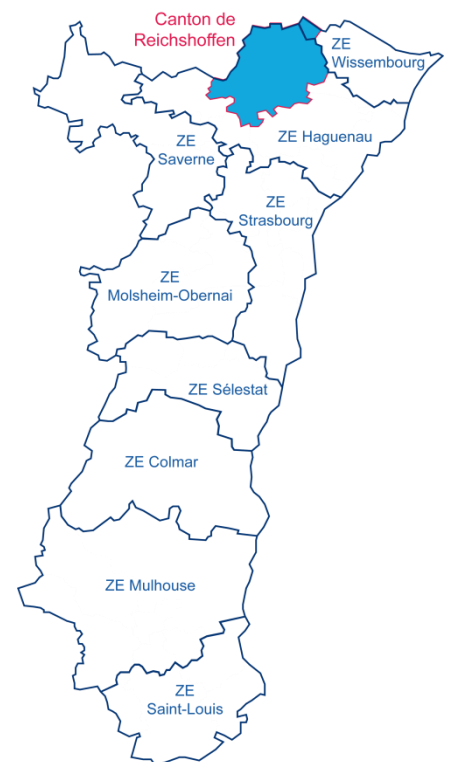 Canton de
Reichshoffen
ZE
Wissembourg
ZE Haguenau
ZE
Saverne
ZE
Strasbourg
ZE
Molsheim-Obernai
ZE Sélestat
ZE Colmar
ZE Mulhouse
ZE
Saint-Louis